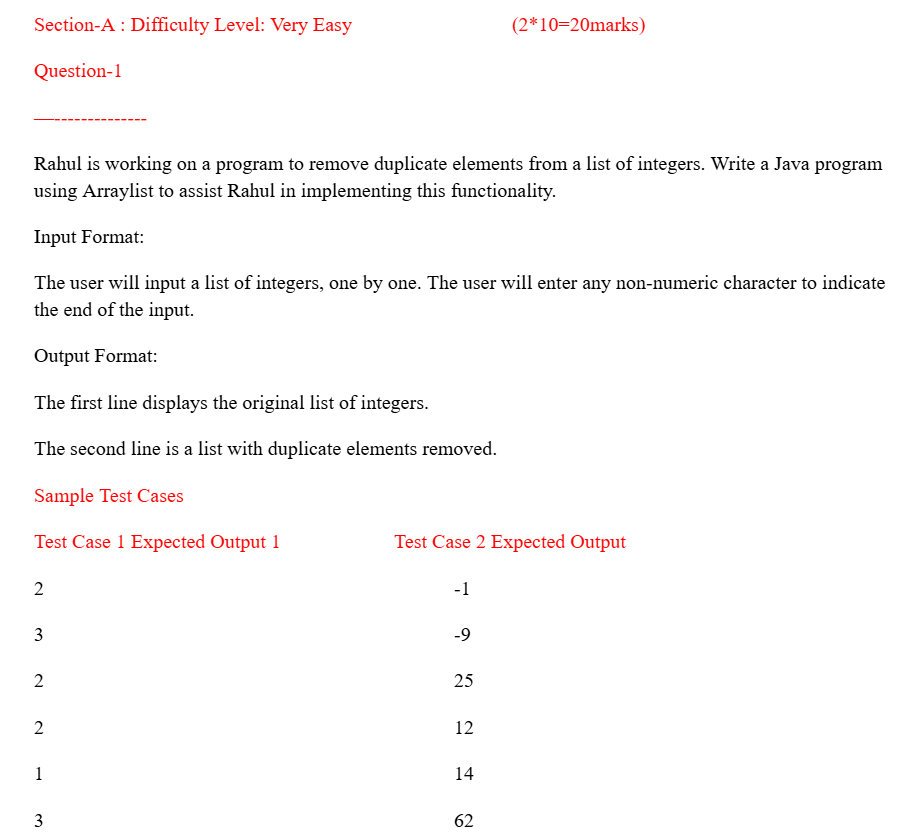 Section-A : Difficulty Level: Very Easy (2*10=20marks)
Question-1
—--------------
Rahul is working on a program to remove duplicate elements from a list of integers. Write a Java program
using Arraylist to assist Rahul in implementing this functionality.
Input Format:
The user will input a list of integers, one by one. The user will enter any non-numeric character to indicate
the end of the input.
Output Format:
The first line displays the original list of integers.
The second line is a list with duplicate elements removed.
Sample Test Cases
Test Case 1 Expected Output 1 Test Case 2 Expected Output
2 -1
3 -9
2 25
2 12
1 14
3 62